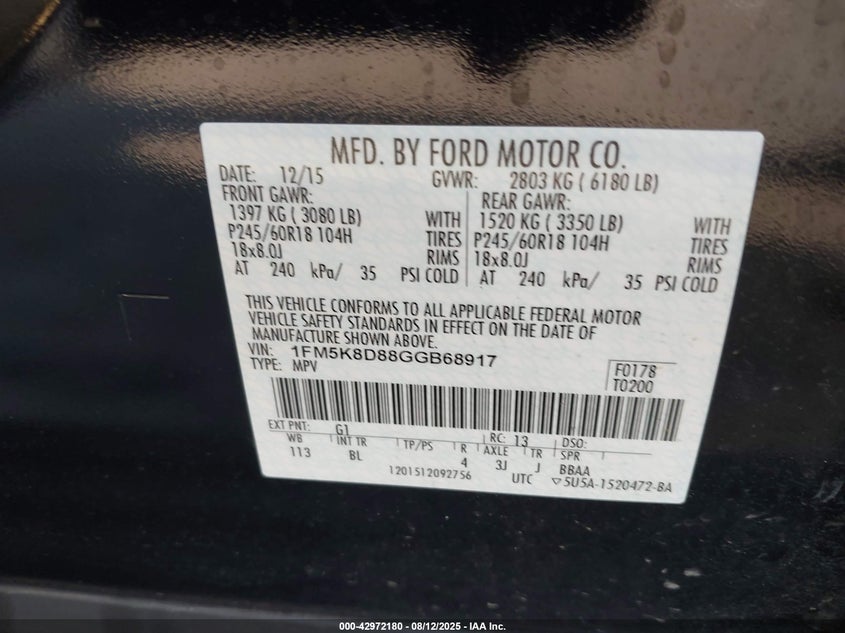 MFD. BY FORD MOTOR CO.
DATE: 12/15 GVWR: 2803 KG ( 6180 LB)
FRONT GAWR: REAR GAWR:
1397 KG ( 3080 LB) WITH 1520 KG ( 3350 LB) WITH
P245/60R18 104H TIRES P245/60R18 104H TIRES
18x8.0J RIMS 18x8.0J RIMS
AT 240 kPa/ 35 PSI COLD AT 240 kPa/ 35 PSI COLD
THIS VEHICLE CONFORMS TO ALL APPLICABLE FEDERAL MOTOR
VEHICLE SAFETY STANDARDS IN EFFECT ON THE DATE OF
MANUFACTURE SHOWN ABOVE.
VIN: 1FM5K8D88GGB68917
TYPE: MPV
F0178
T0200
EXT PNT: G1 RC: 13 DSO:
WB INT TR TP/PS R AXLE TR SPR
113 BL 4 3J J BBAA
1201512092756 UTC ▽5U5A-1520472-BA
000-42972180 - 08/12/2025 - IAA Inc.